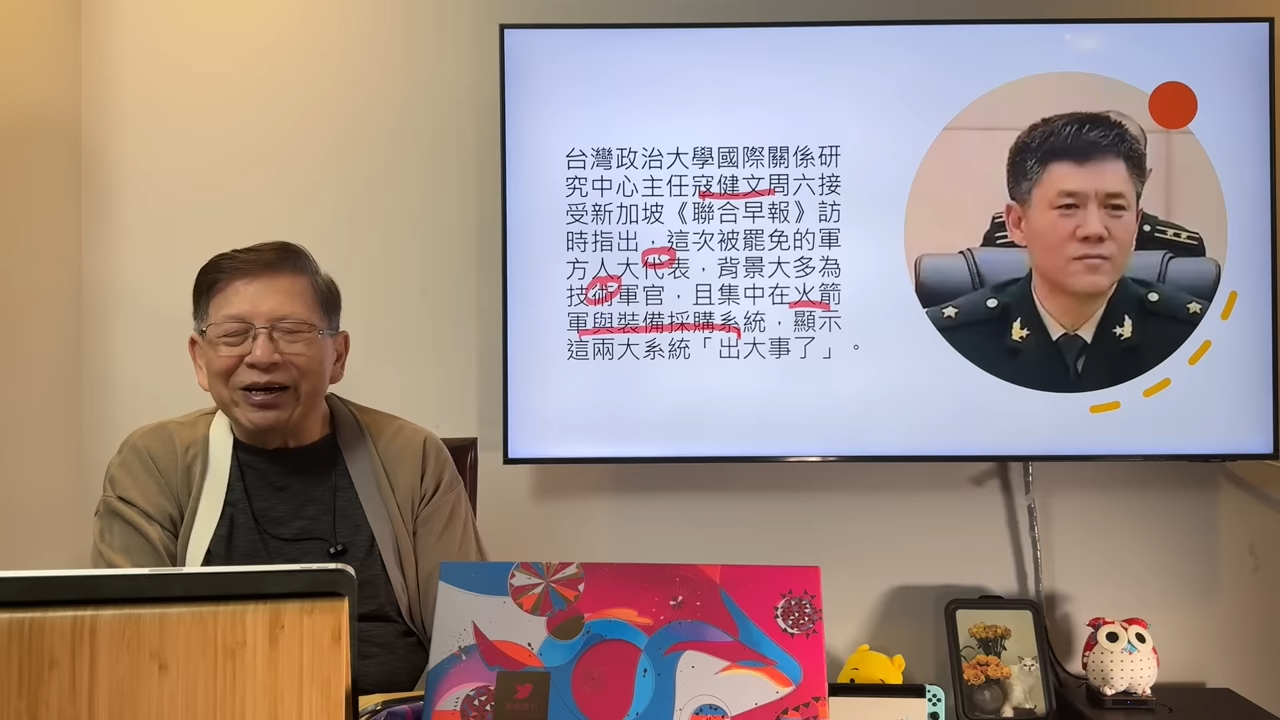 台灣政治大學國際關係研
究中心主任寇健文周六接
受新加坡《聯合早報》訪
時指出，這次被罷免的軍
方人大代表，背景大多為
技術軍官，且集中在火箭
軍與裝備採購系統，顯示
這兩大系統「出大事了」。